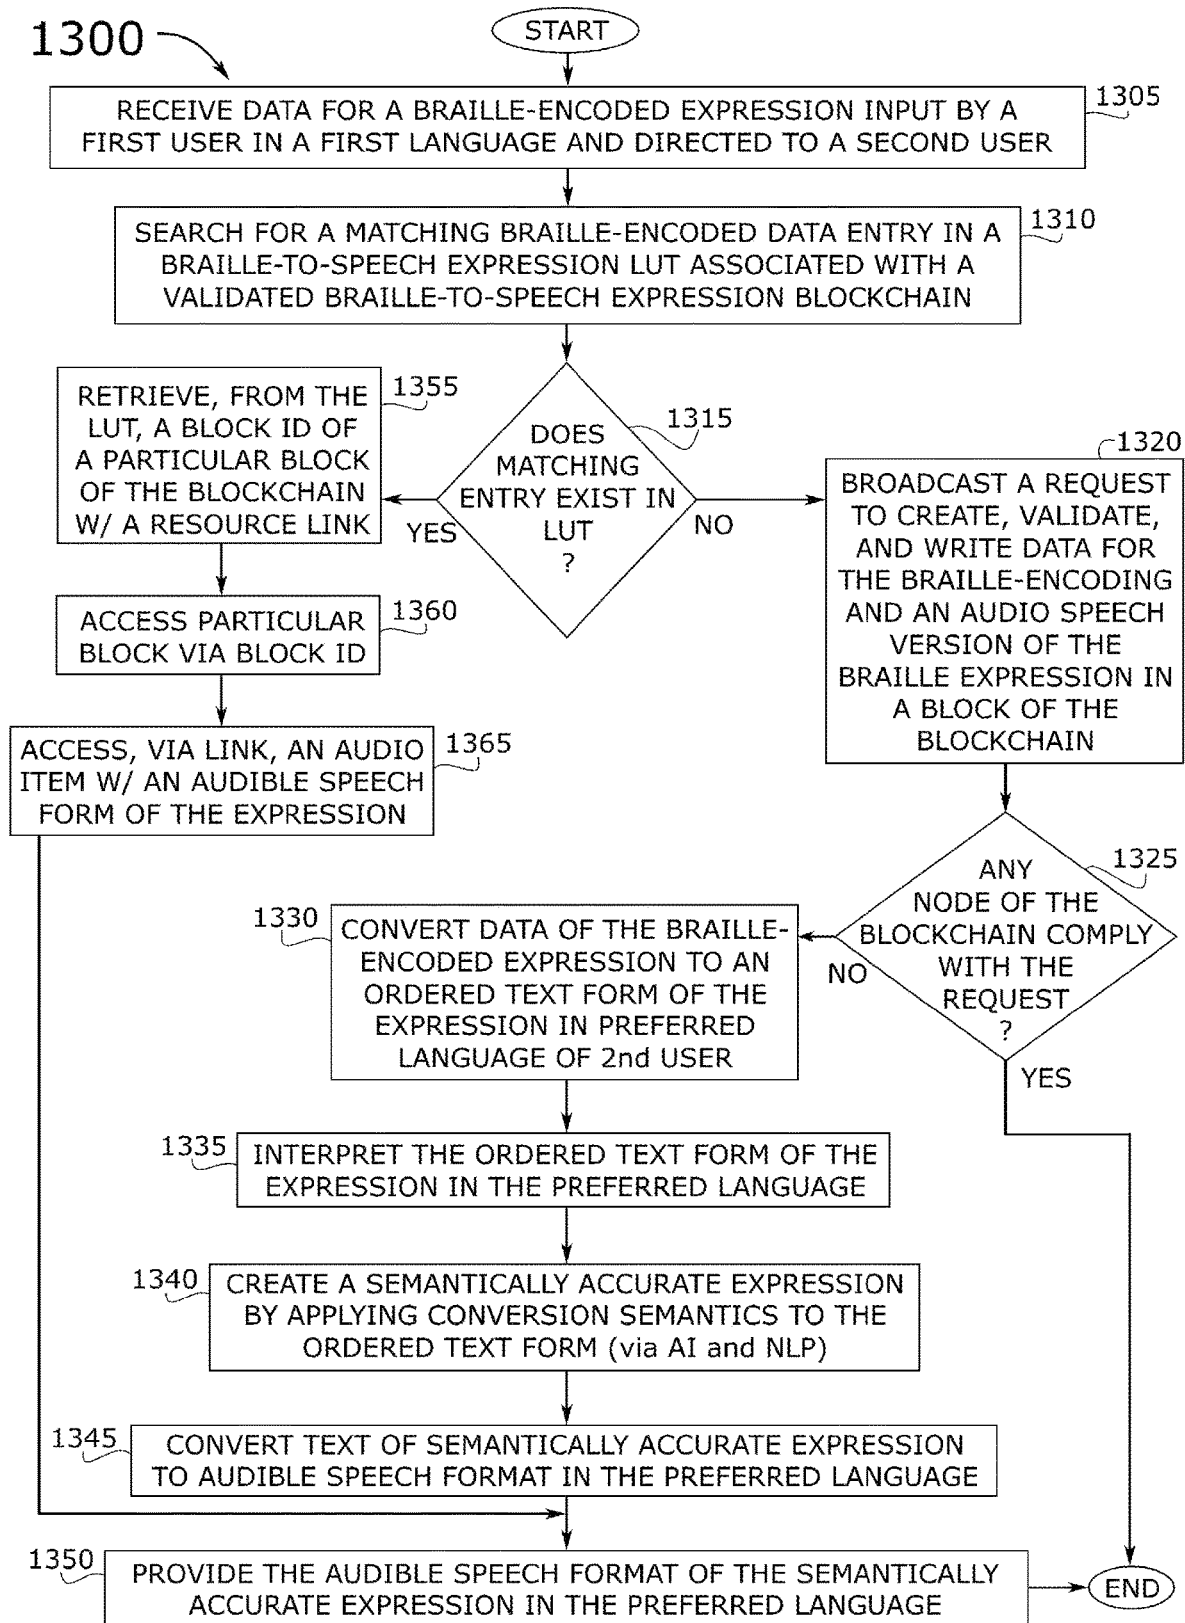 1300
START
RECEIVE DATA FOR A BRAILLE-ENCODED EXPRESSION INPUT BY A
FIRST USER IN A FIRST LANGUAGE AND DIRECTED TO A SECOND USER
1305
SEARCH FOR A MATCHING BRAILLE-ENCODED DATA ENTRY IN A
BRAILLE-TO-SPEECH EXPRESSION LUT ASSOCIATED WITH A
VALIDATED BRAILLE-TO-SPEECH EXPRESSION BLOCKCHAIN
1310
DOES
MATCHING
ENTRY EXIST IN
LUT
?
1315
YES
NO
RETRIEVE, FROM THE
LUT, A BLOCK ID OF
A PARTICULAR BLOCK
OF THE BLOCKCHAIN
W/ A RESOURCE LINK
1355
ACCESS PARTICULAR
BLOCK VIA BLOCK ID
1360
ACCESS, VIA LINK, AN AUDIO
ITEM W/ AN AUDIBLE SPEECH
FORM OF THE EXPRESSION
1365
1320
BROADCAST A REQUEST
TO CREATE, VALIDATE,
AND WRITE DATA FOR
THE BRAILLE-ENCODING
AND AN AUDIO SPEECH
VERSION OF THE
BRAILLE EXPRESSION IN
A BLOCK OF THE
BLOCKCHAIN
ANY
NODE OF THE
BLOCKCHAIN COMPLY
WITH THE
REQUEST
?
1325
NO
YES
1330
CONVERT DATA OF THE BRAILLE-
ENCODED EXPRESSION TO AN
ORDERED TEXT FORM OF THE
EXPRESSION IN PREFERRED
LANGUAGE OF 2nd USER
1335
INTERPRET THE ORDERED TEXT FORM OF THE
EXPRESSION IN THE PREFERRED LANGUAGE
1340
CREATE A SEMANTICALLY ACCURATE EXPRESSION
BY APPLYING CONVERSION SEMANTICS TO THE
ORDERED TEXT FORM (via AI and NLP)
1345
CONVERT TEXT OF SEMANTICALLY ACCURATE EXPRESSION
TO AUDIBLE SPEECH FORMAT IN THE PREFERRED LANGUAGE
1350
PROVIDE THE AUDIBLE SPEECH FORMAT OF THE SEMANTICALLY
ACCURATE EXPRESSION IN THE PREFERRED LANGUAGE
END